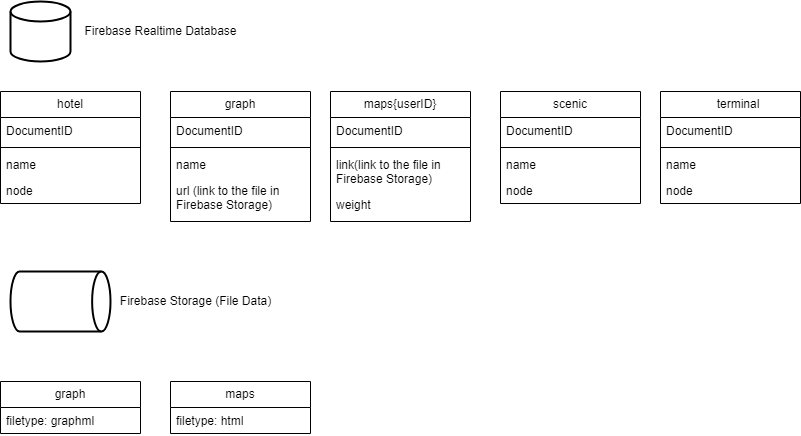 Firebase Realtime Database
hotel
DocumentID
name
node
graph
DocumentID
name
url (link to the file in
Firebase Storage)
maps{userID}
DocumentID
link(link to the file in
Firebase Storage)
weight
scenic
DocumentID
name
node
terminal
DocumentID
name
node
Firebase Storage (File Data)
graph
filetype: graphml
maps
filetype: html